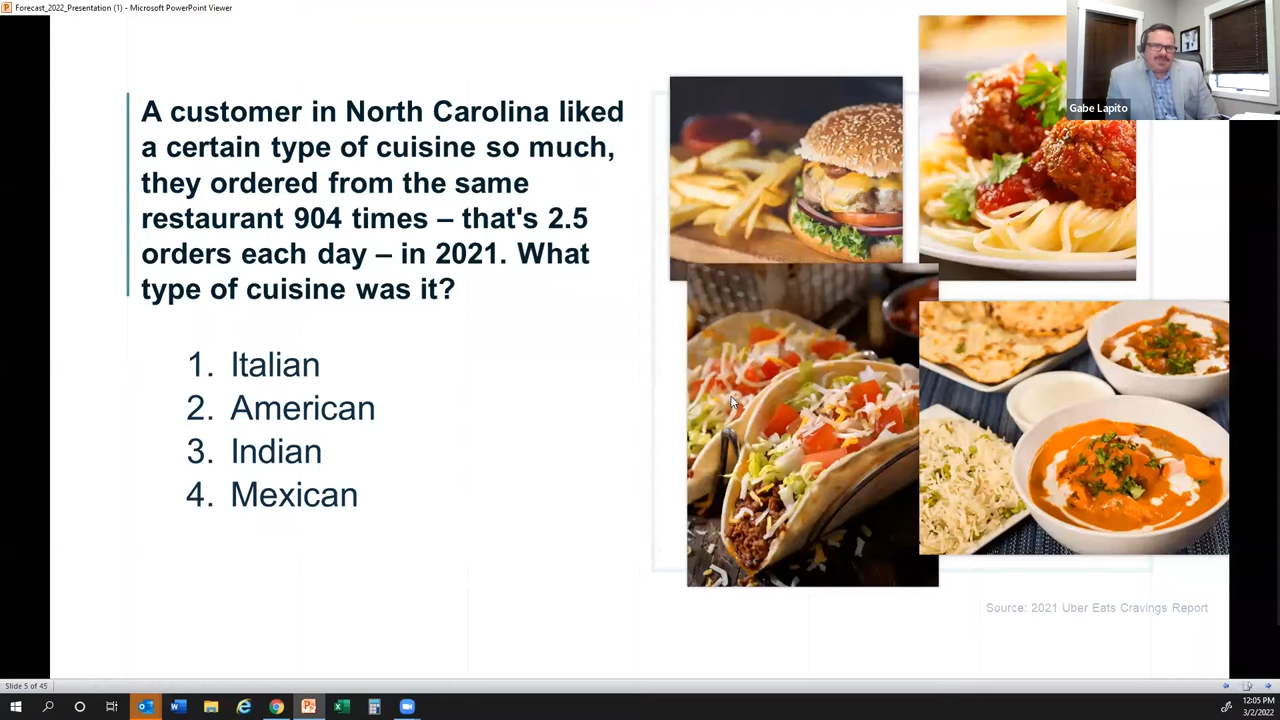 Forecast_2022_Presentation (1) - Microsoft PowerPoint Viewer
Gabe Lapito
A customer in North Carolina liked
a certain type of cuisine so much,
they ordered from the same
restaurant 904 times – that's 2.5
orders each day – in 2021. What
type of cuisine was it?
1. Italian
2. American
3. Indian
4. Mexican
Source: 2021 Uber Eats Cravings Report
Slide 5 of 45
12:05 PM
3/2/2022